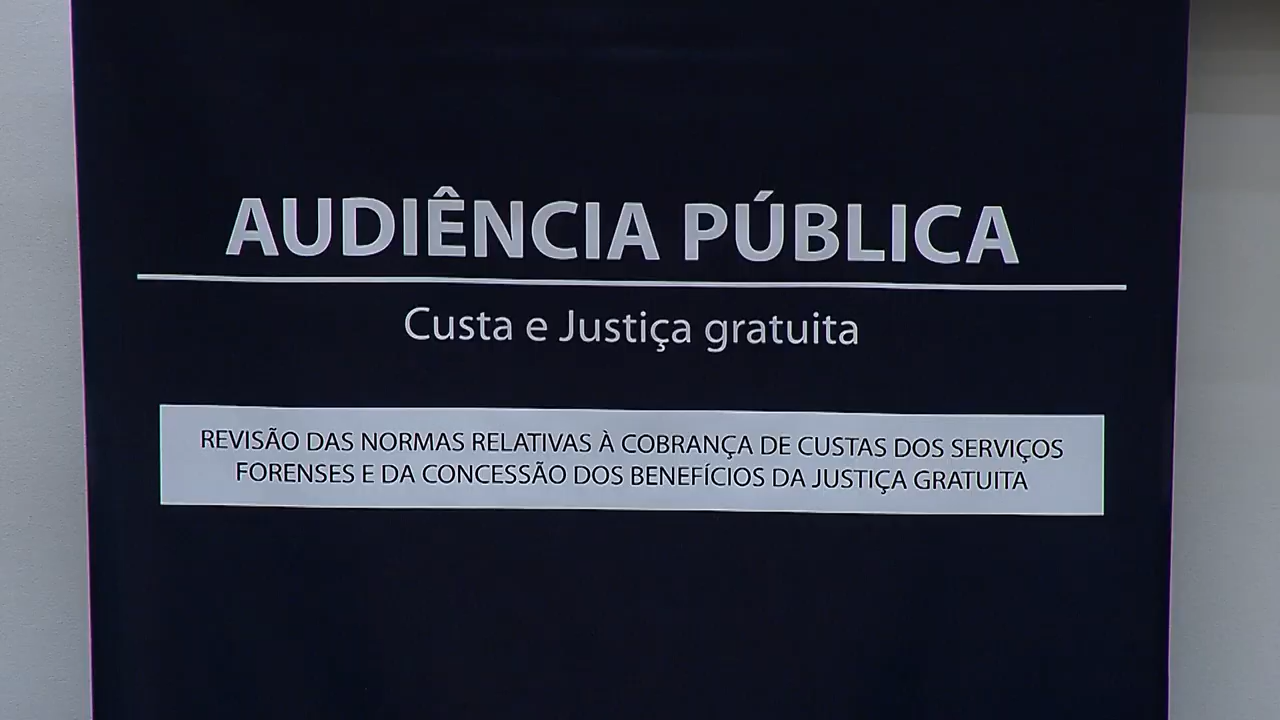 AUDIÊNCIA PÚBLICA
Custa e Justiça gratuita
REVISÃO DAS NORMAS RELATIVAS À COBRANÇA DE CUSTAS DOS SERVIÇOS
FORENSES E DA CONCESSÃO DOS BENEFÍCIOS DA JUSTIÇA GRATUITA